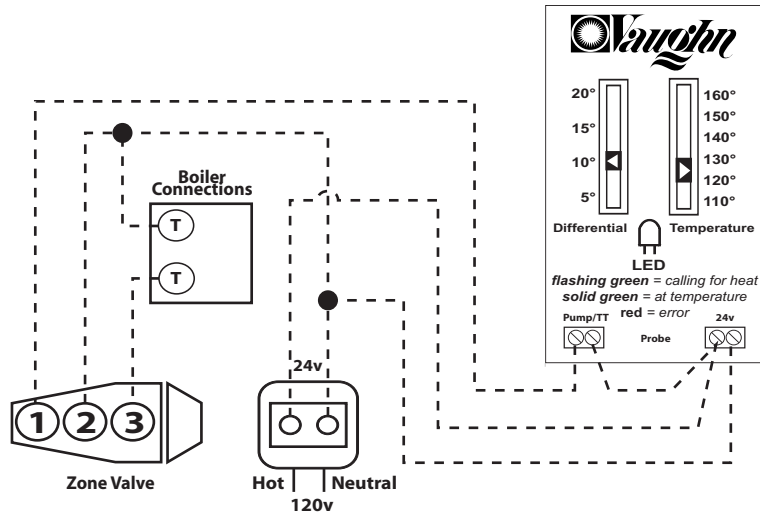 Vaughn
20° 160°
150°
15° 140°
10° 130°
120°
5° 110°
Differential Temperature
LED
flashing green = calling for heat
solid green = at temperature
red = error
Pump/TT Probe 24v
Boiler
Connections
T
T
24v
1 2 3
Zone Valve
Hot Neutral
120v